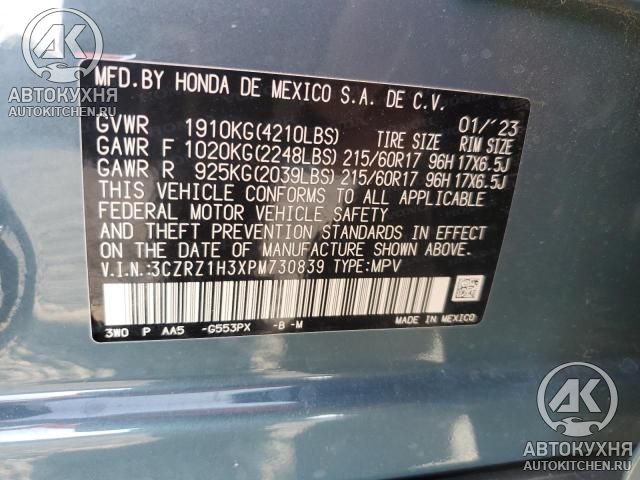 AK
АВТОКУХНЯ
AUTOKITCHEN.RU
MFD. BY HONDA DE MEXICO S.A. DE C.V.
GVWR 1910KG(4210LBS) TIRE SIZE 01/'23 RIM SIZE
GAWR F 1020KG(2248LBS) 215/60R17 96H 17X6.5J
GAWR R 925KG(2039LBS) 215/60R17 96H 17X6.5J
THIS VEHICLE CONFORMS TO ALL APPLICABLE
FEDERAL MOTOR VEHICLE SAFETY
AND THEFT PREVENTION STANDARDS IN EFFECT
ON THE DATE OF MANUFACTURE SHOWN ABOVE.
V.I.N.:3CZRZ1H3XPM730839 TYPE:MPV
3W0 P AA5 -G553PX -B -M MADE IN MEXICO
AK
АВТОКУХНЯ
AUTOKITCHEN.RU